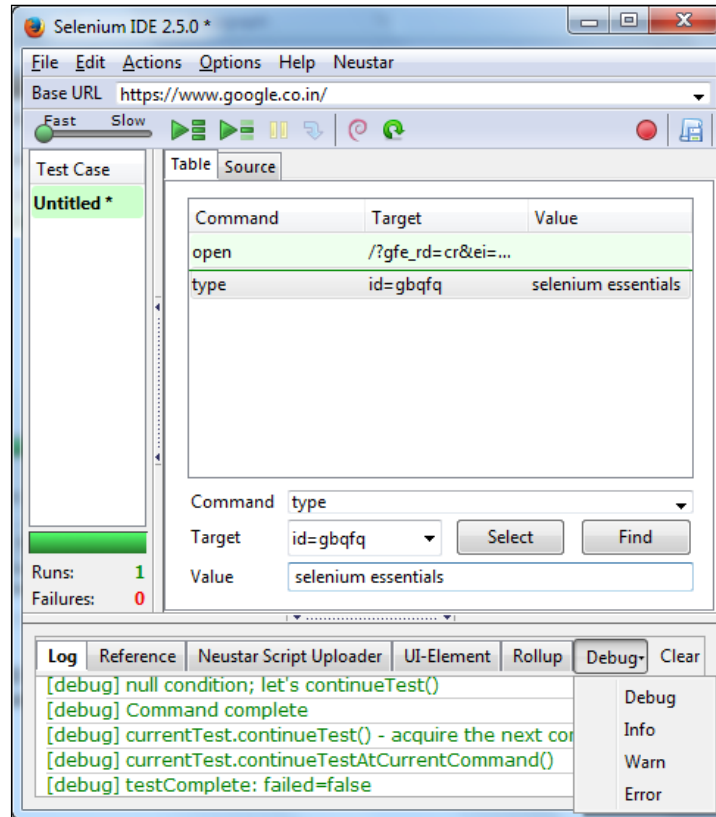 Selenium IDE 2.5.0 *
File Edit Actions Options Help Neustar
Base URL https://www.google.co.in/
Fast Slow
Test Case
Untitled *
Table Source
Command Target Value
open /?gfe_rd=cr&ei=...
type id=gbqfq selenium essentials
Command type
Target id=gbqfq Select Find
Value selenium essentials
Runs: 1
Failures: 0
Log Reference Neustar Script Uploader UI-Element Rollup Debug Clear
[debug] null condition; let's continueTest()
[debug] Command complete
[debug] currentTest.continueTest() - acquire the next
[debug] currentTest.continueTestAtCurrentCommand()
[debug] testComplete: failed=false
Debug
Info
Warn
Error